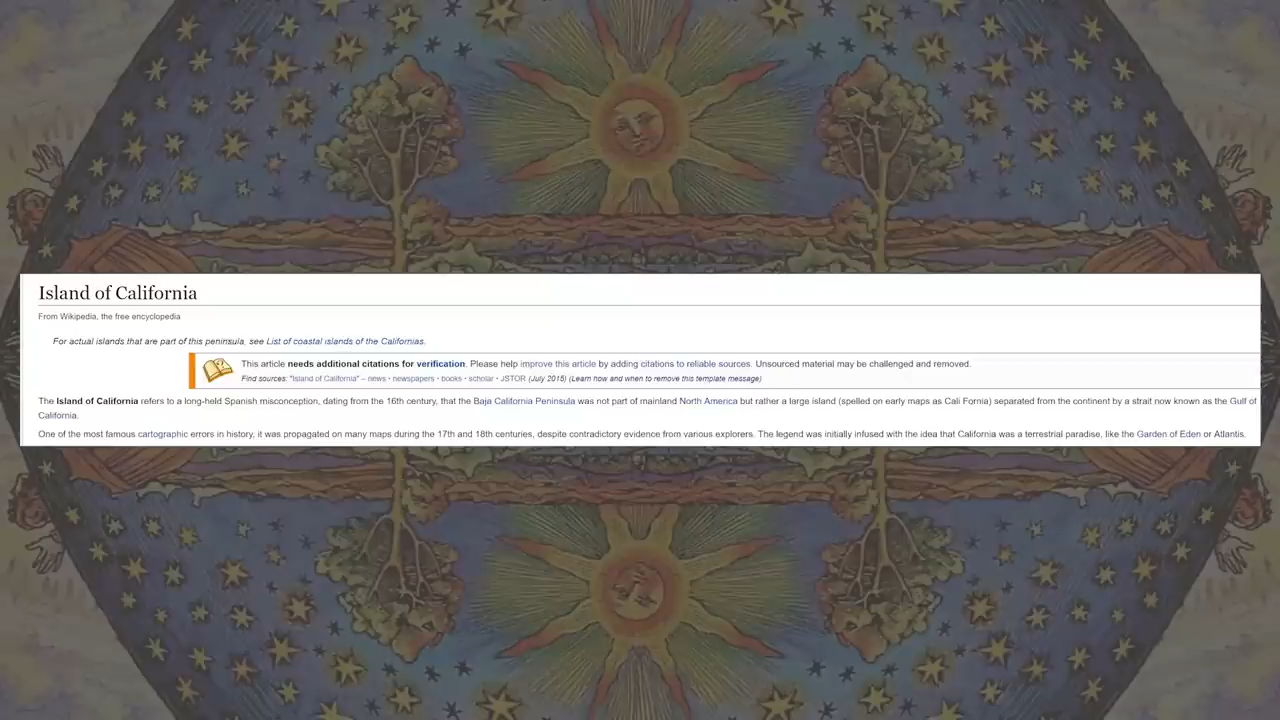 Island of California
From Wikipedia, the free encyclopedia
For actual islands that are part of this peninsula, see List of coastal islands of the Californias.
This article needs additional citations for verification. Please help improve this article by adding citations to reliable sources. Unsourced material may be challenged and removed.
Find sources: "Island of California" – news · newspapers · books · scholar · JSTOR (July 2015) (Learn how and when to remove this template message)
The Island of California refers to a long-held Spanish misconception, dating from the 16th century, that the Baja California Peninsula was not part of mainland North America but rather a large island (spelled on early maps as Cali Fornia) separated from the continent by a strait now known as the Gulf of
California.
One of the most famous cartographic errors in history, it was propagated on many maps during the 17th and 18th centuries, despite contradictory evidence from various explorers. The legend was initially infused with the idea that California was a terrestrial paradise, like the Garden of Eden or Atlantis.